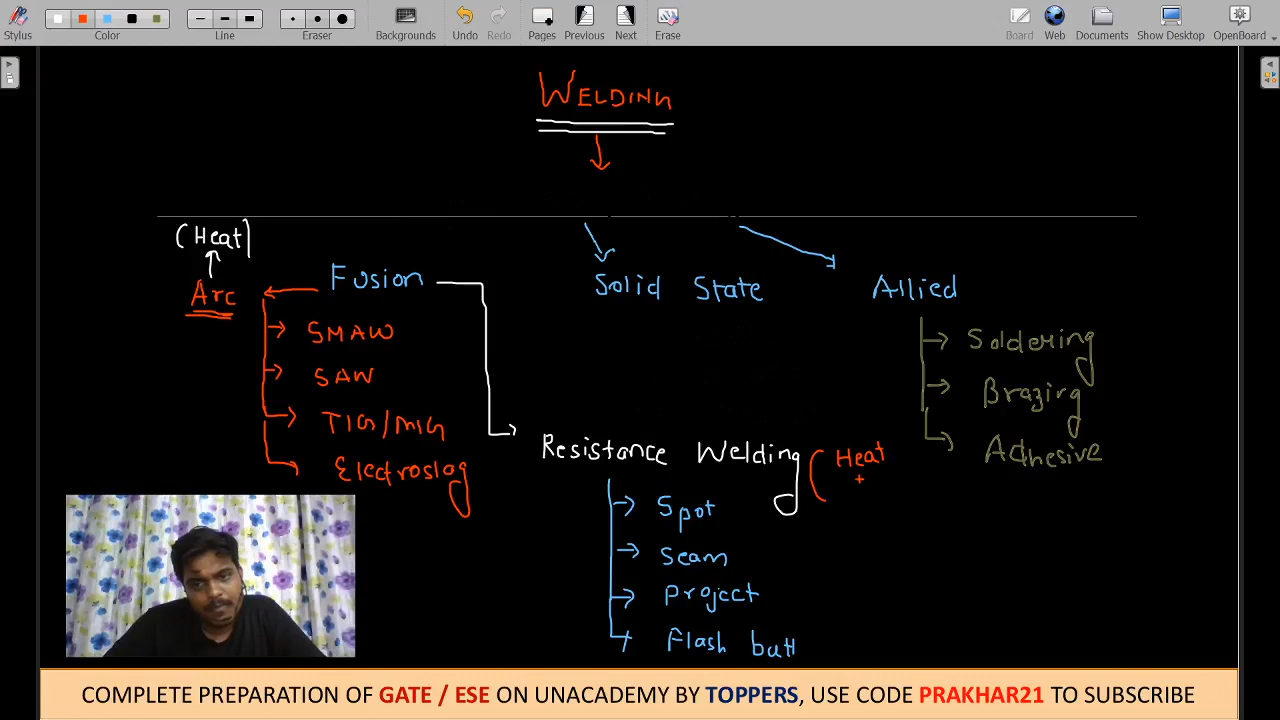 Stylus Color Line Eraser Backgrounds Undo Redo Pages Previous Next Erase Board Web Documents Show Desktop OpenBoard
WELDING
(Heat)
Arc
Fusion
Solid State
Allied
SMAW
SAW
TIG/MIG
Electroslag
Soldering
Brazing
Adhesive
Resistance Welding (Heat
+
Spot
Seam
Project
Flash butt
COMPLETE PREPARATION OF GATE / ESE ON UNACADEMY BY TOPPERS, USE CODE PRAKHAR21 TO SUBSCRIBE